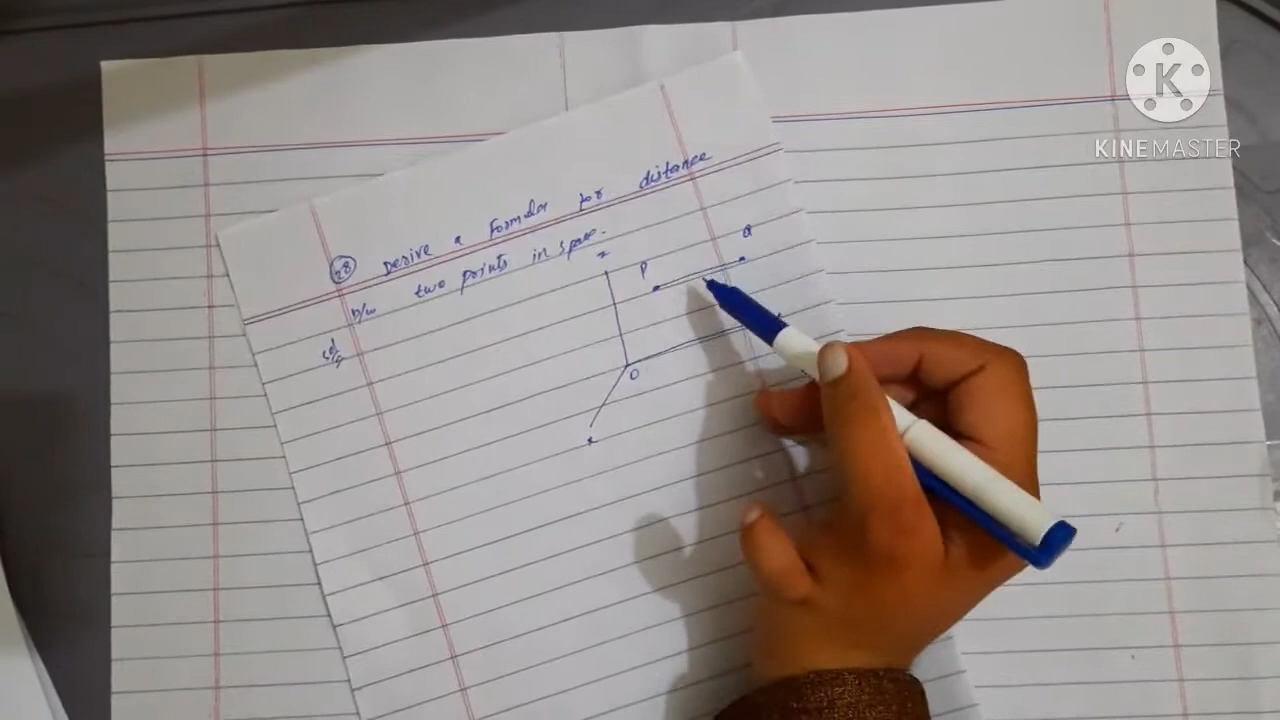 28 Derive a formula for distance
b/w two points in space.
Sol
z
P
Q
O
x
K
KINEMASTER